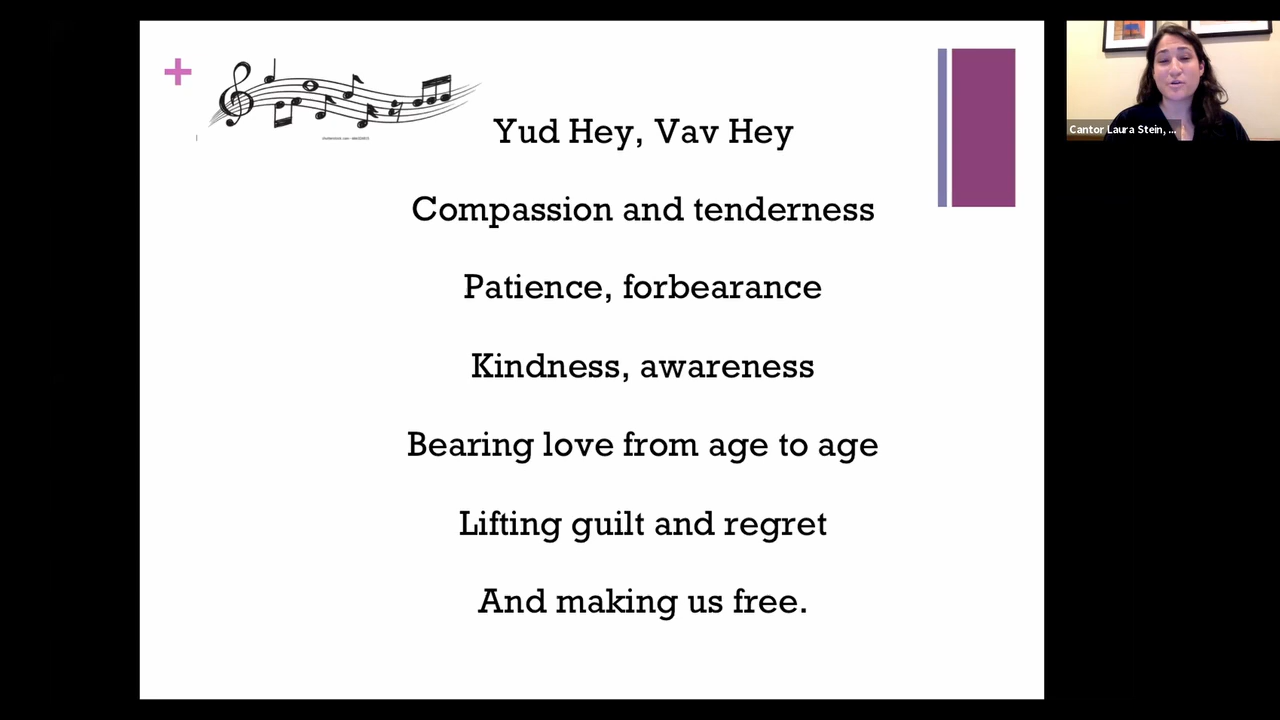 Yud Hey, Vav Hey
Compassion and tenderness
Patience, forbearance
Kindness, awareness
Bearing love from age to age
Lifting guilt and regret
And making us free.
Cantor Laura Stein, ...